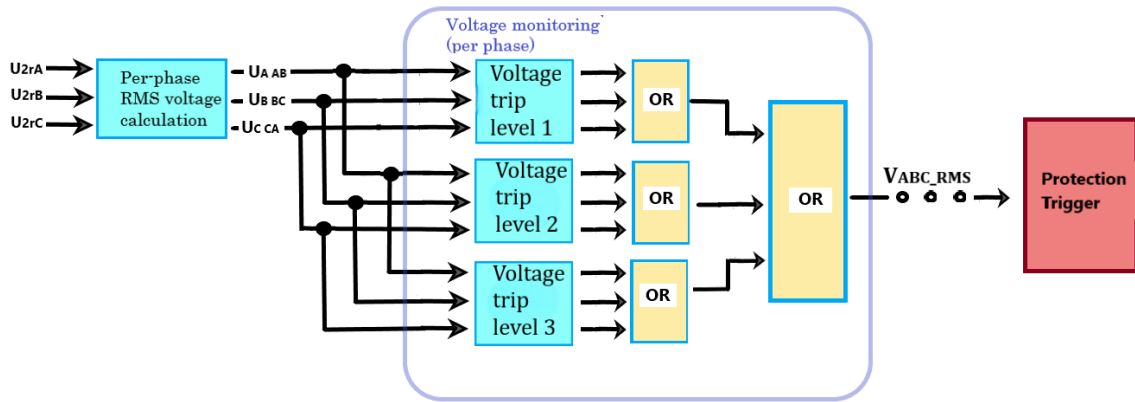 Voltage monitoring'
(per phase)
U2rA
U2rB
U2rC
Per-phase
RMS voltage
calculation
UA AB
UB BC
UC CA
Voltage
trip
level 1
OR
Voltage
trip
level 2
OR
Voltage
trip
level 3
OR
OR
VABC_RMS
Protection
Trigger